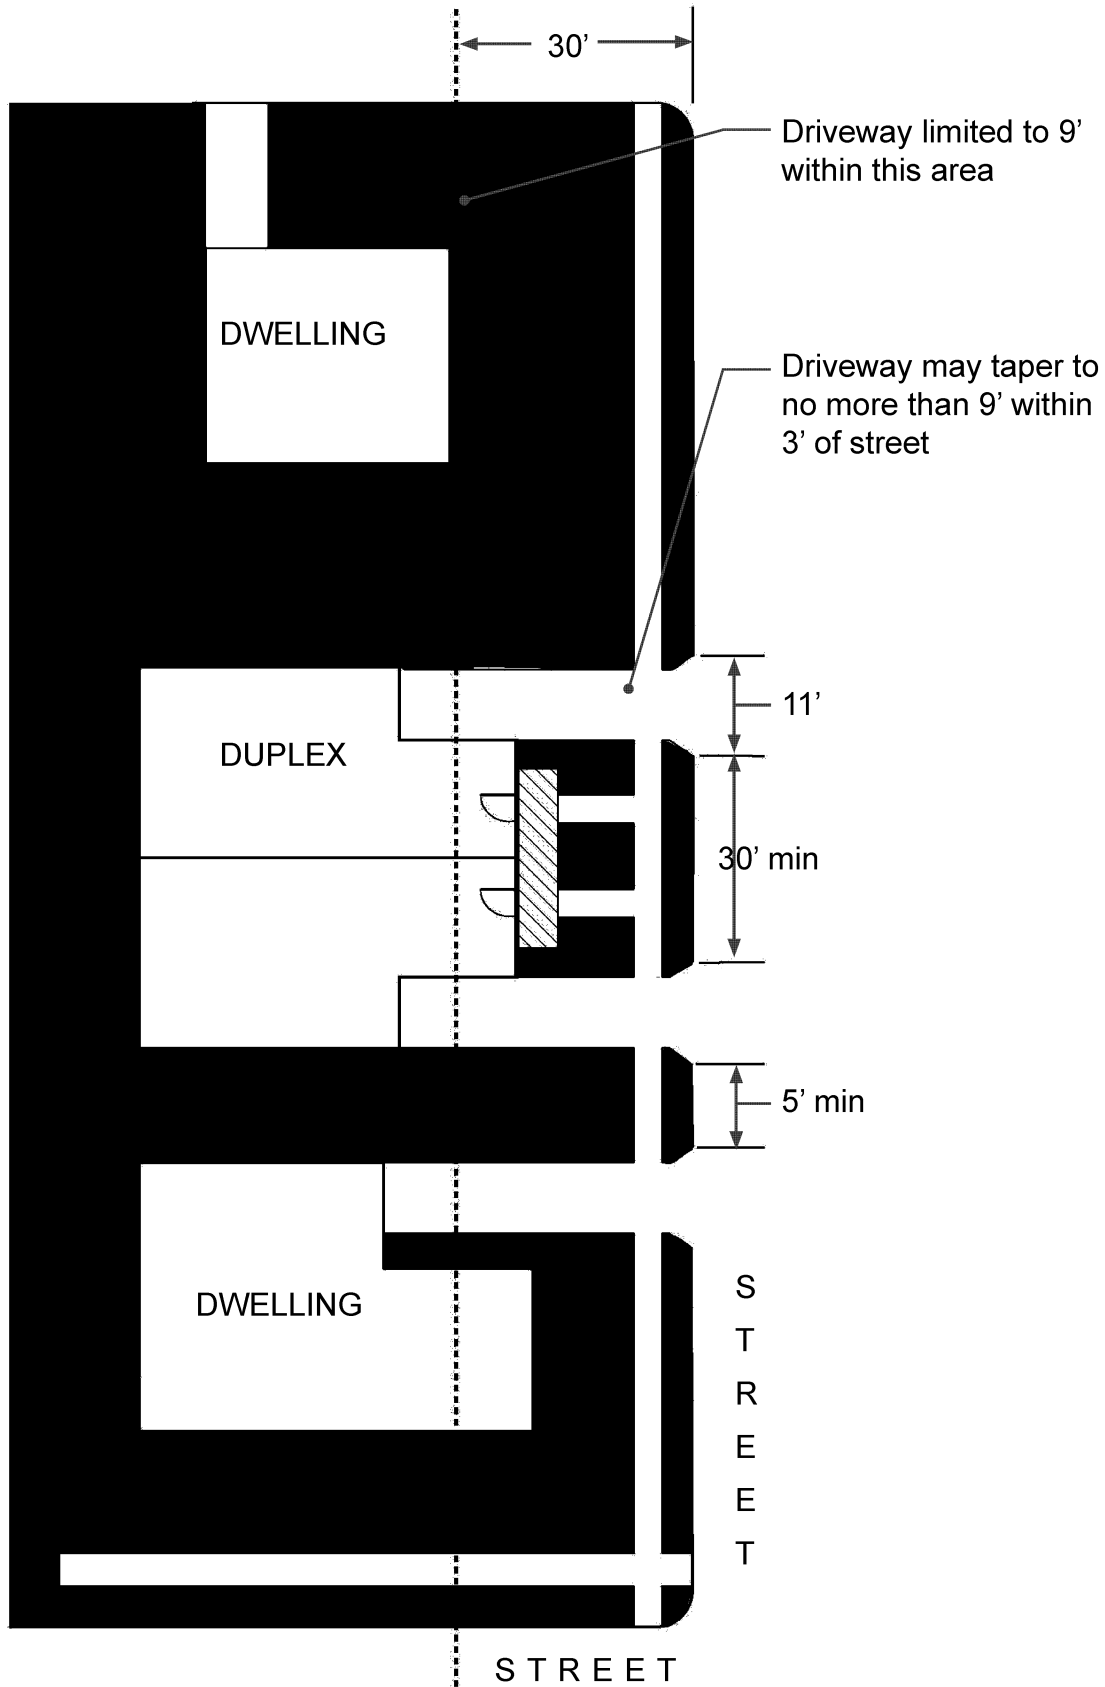 30’
Driveway limited to 9’
within this area
DWELLING
Driveway may taper to
no more than 9’ within
3’ of street
11’
DUPLEX
30’ min
5’ min
DWELLING
S
T
R
E
E
T
S T R E E T